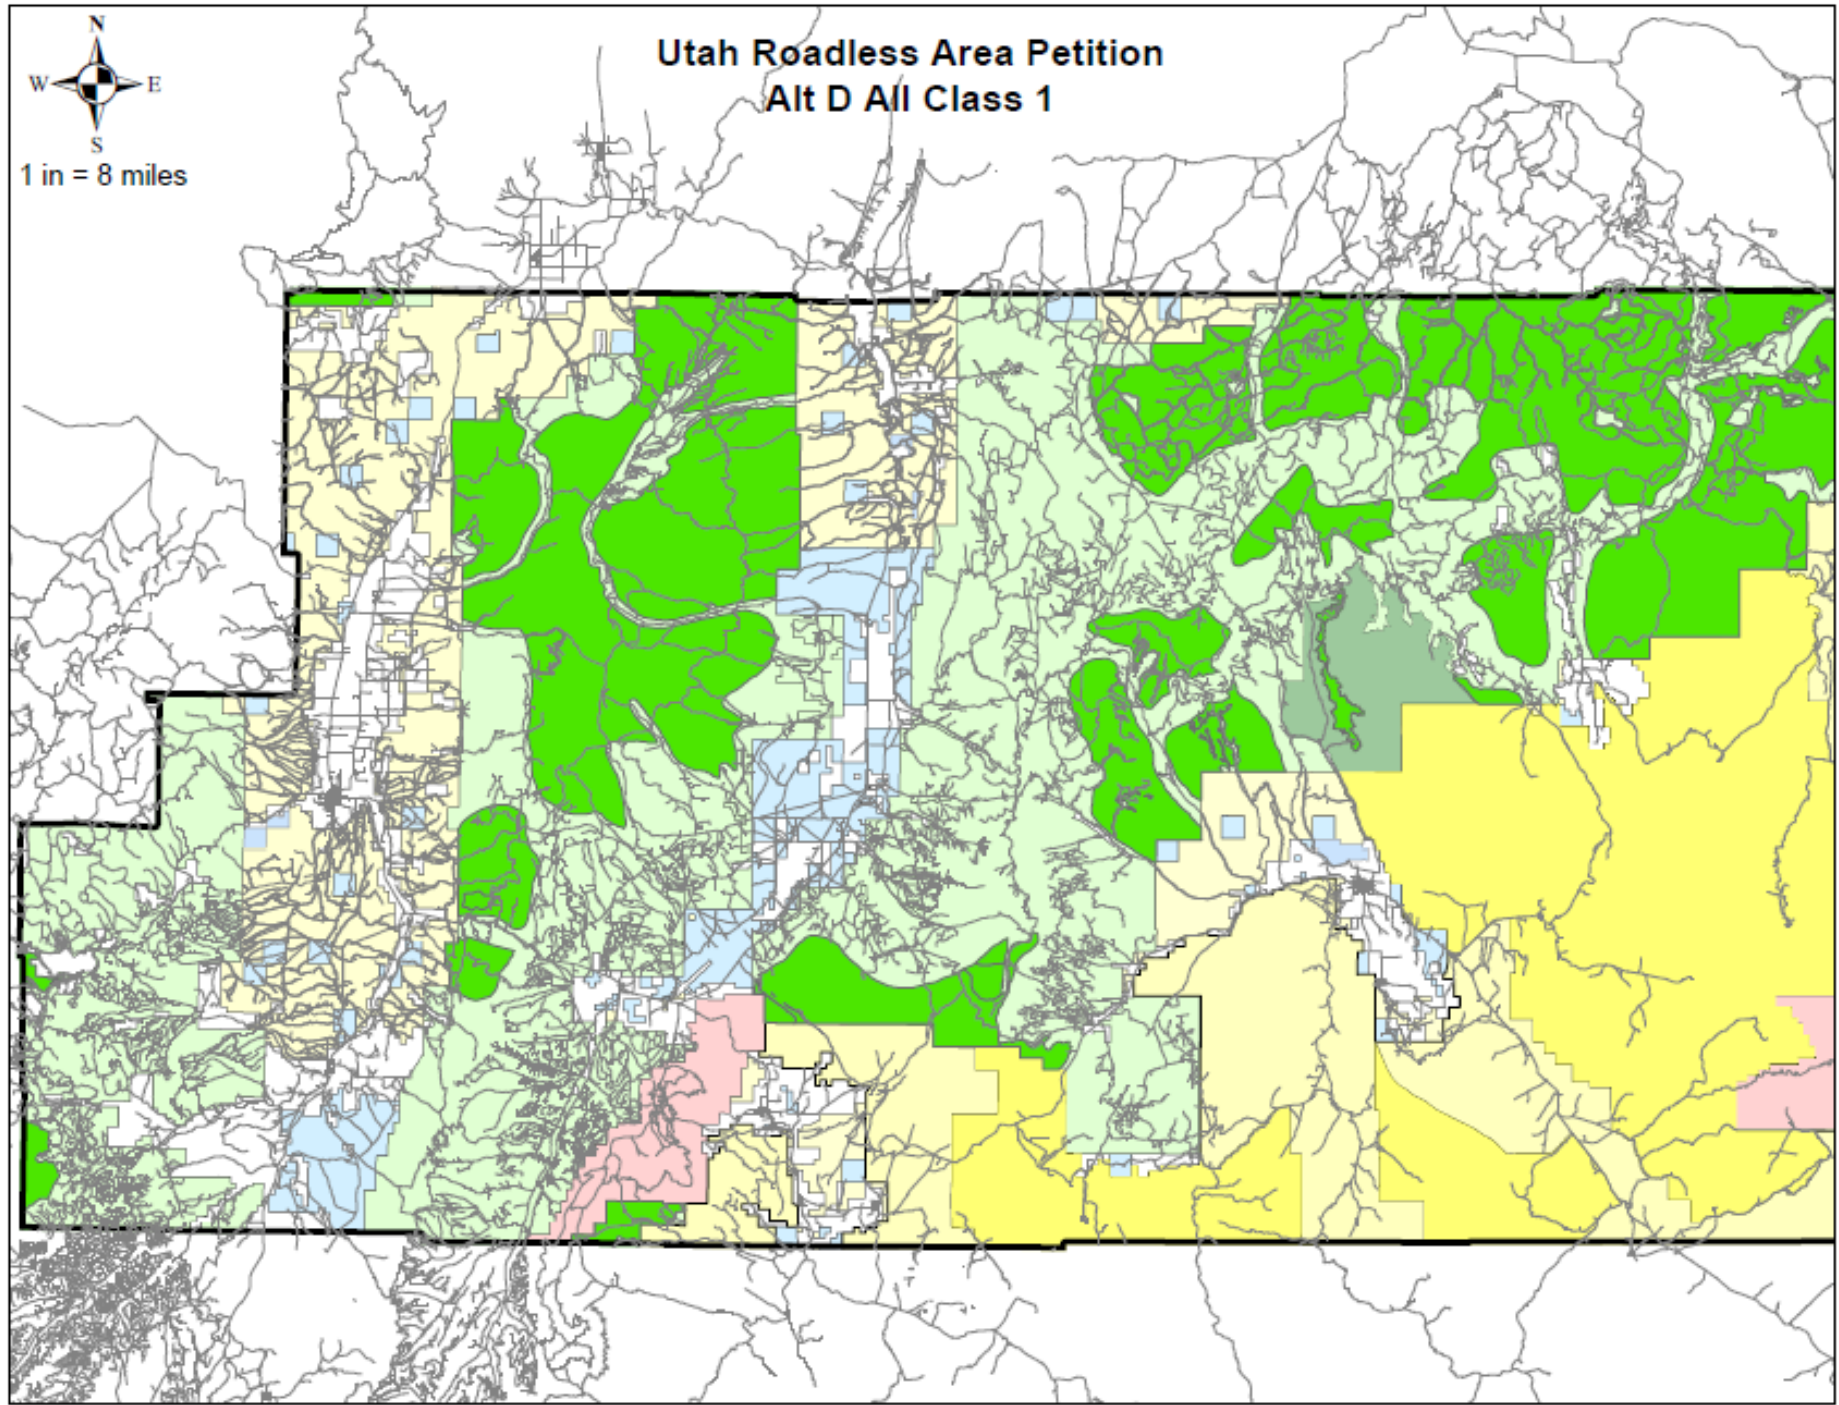 Utah Roadless Area Petition
Alt D All Class 1
N
W E
S
1 in = 8 miles